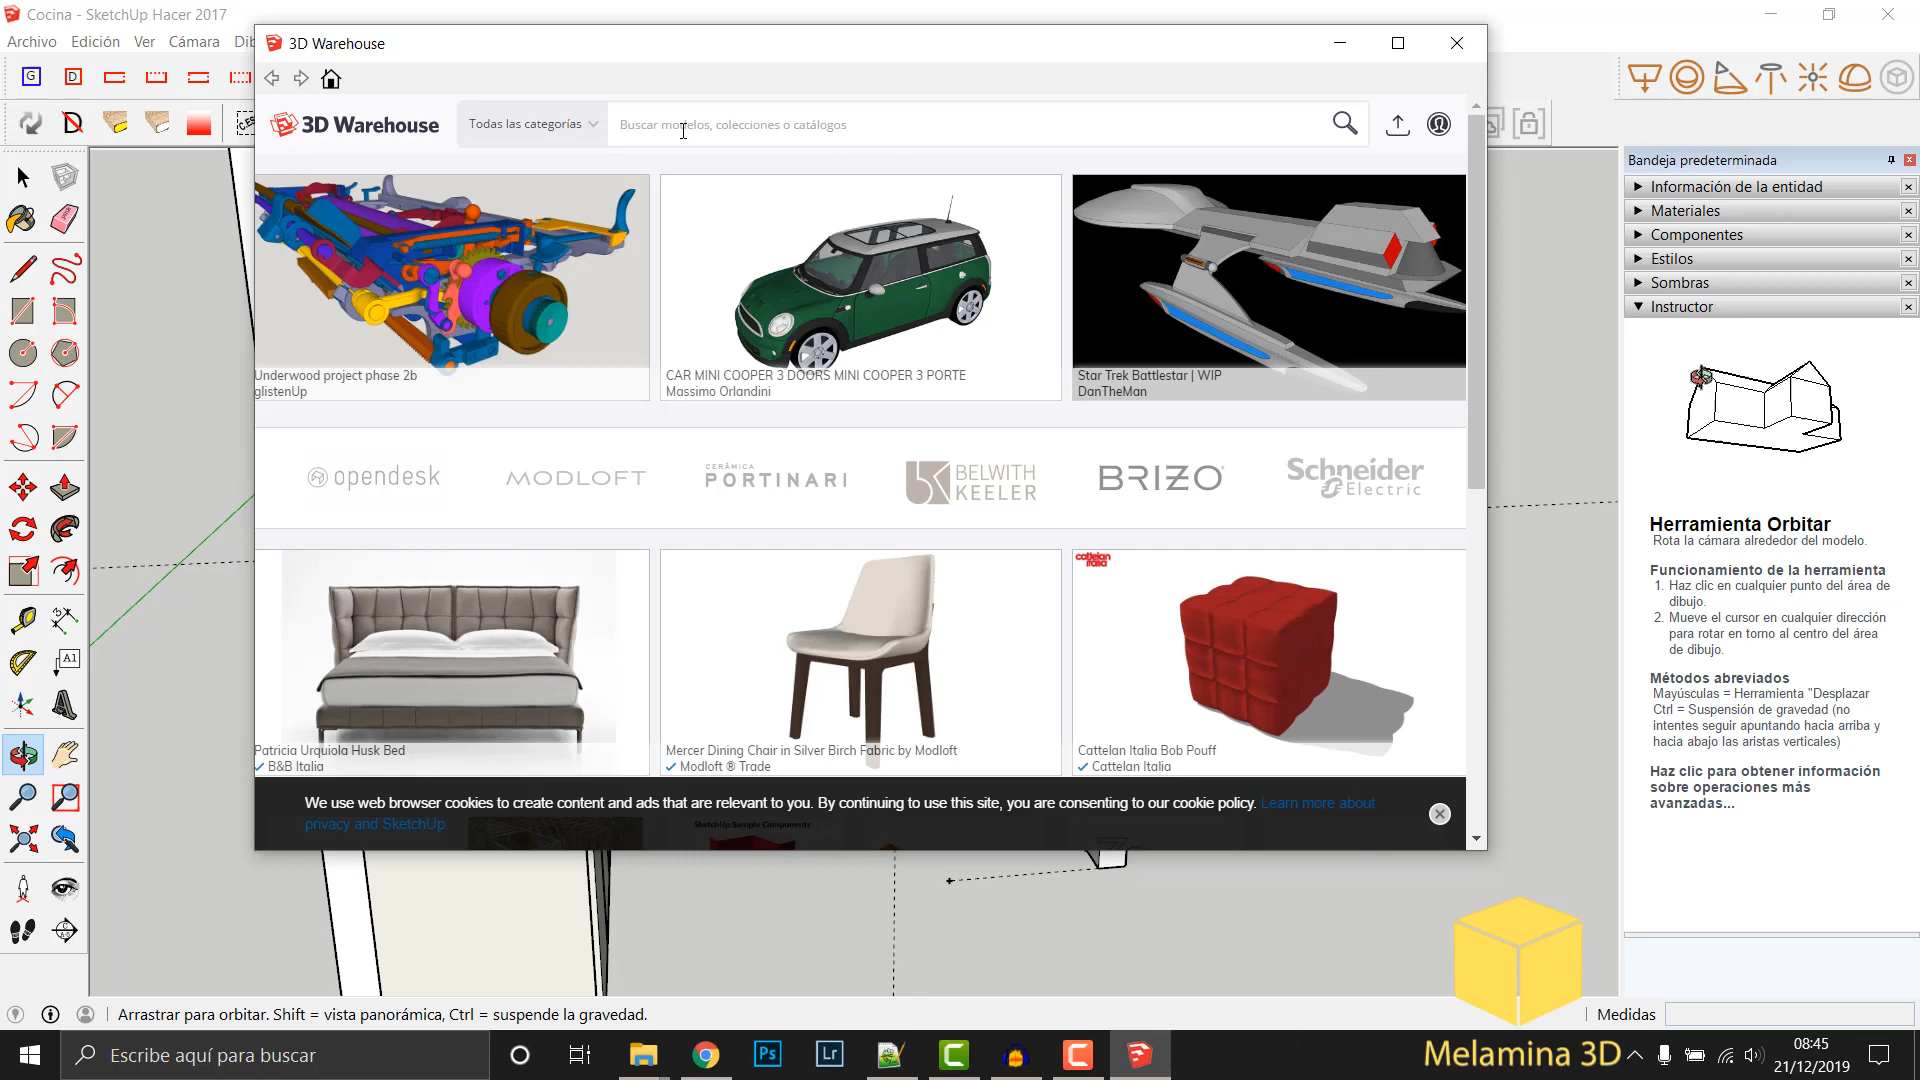 Cocina - SketchUp Hacer 2017
Archivo Edición Ver Cámara Dib
3D Warehouse
3D Warehouse
Todas las categorías
Buscar modelos, colecciones o catálogos
Underwood project phase 2b
glistenUp
CAR MINI COOPER 3 DOORS MINI COOPER 3 PORTE
Massimo Orlandini
Star Trek Battlestar | WIP
DanTheMan
opendesk
MODLOFT
CERÂMICA
PORTINARI
BELWITH
KEELER
BRIZO
Schneider
Electric
cattelan
italia
Patricia Urquiola Husk Bed
B&B Italia
Mercer Dining Chair in Silver Birch Fabric by Modloft
Modloft ® Trade
Cattelan Italia Bob Pouff
Cattelan Italia
We use web browser cookies to create content and ads that are relevant to you. By continuing to use this site, you are consenting to our cookie policy. Learn more about
privacy and SketchUp
SketchUp Sample Components
Bandeja predeterminada
Información de la entidad
Materiales
Componentes
Estilos
Sombras
Instructor
Herramienta Orbitar
Rota la cámara alrededor del modelo.
Funcionamiento de la herramienta
1. Haz clic en cualquier punto del área de
dibujo.
2. Mueve el cursor en cualquier dirección
para rotar en torno al centro del área
de dibujo.
Métodos abreviados
Mayúsculas = Herramienta "Desplazar
Ctrl = Suspensión de gravedad (no
intentes seguir apuntando hacia arriba y
hacia abajo las aristas verticales)
Haz clic para obtener información
sobre operaciones más
avanzadas...
Arrastrar para orbitar. Shift = vista panorámica, Ctrl = suspende la gravedad.
Medidas
Escribe aquí para buscar
Ps
Lr
Melamina 3D
08:45
21/12/2019